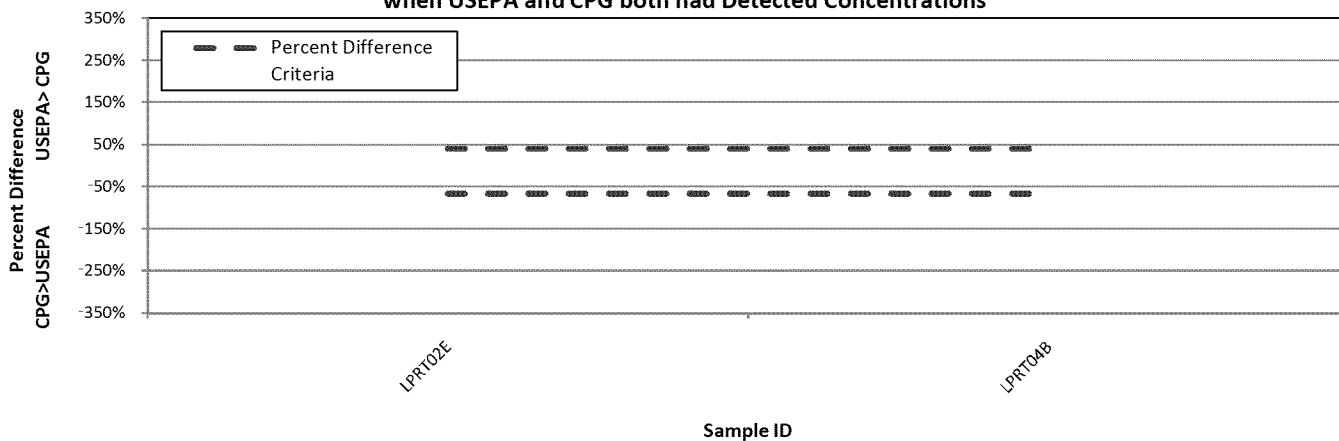 when USEPA and CPG both had Detected Concentrations
350%
250%
150%
50%
-50%
-150%
-250%
-350%
Percent Difference
CPG>USEPA USEPA> CPG
Percent Difference
Criteria
LPRT02E
LPRT04B
Sample ID